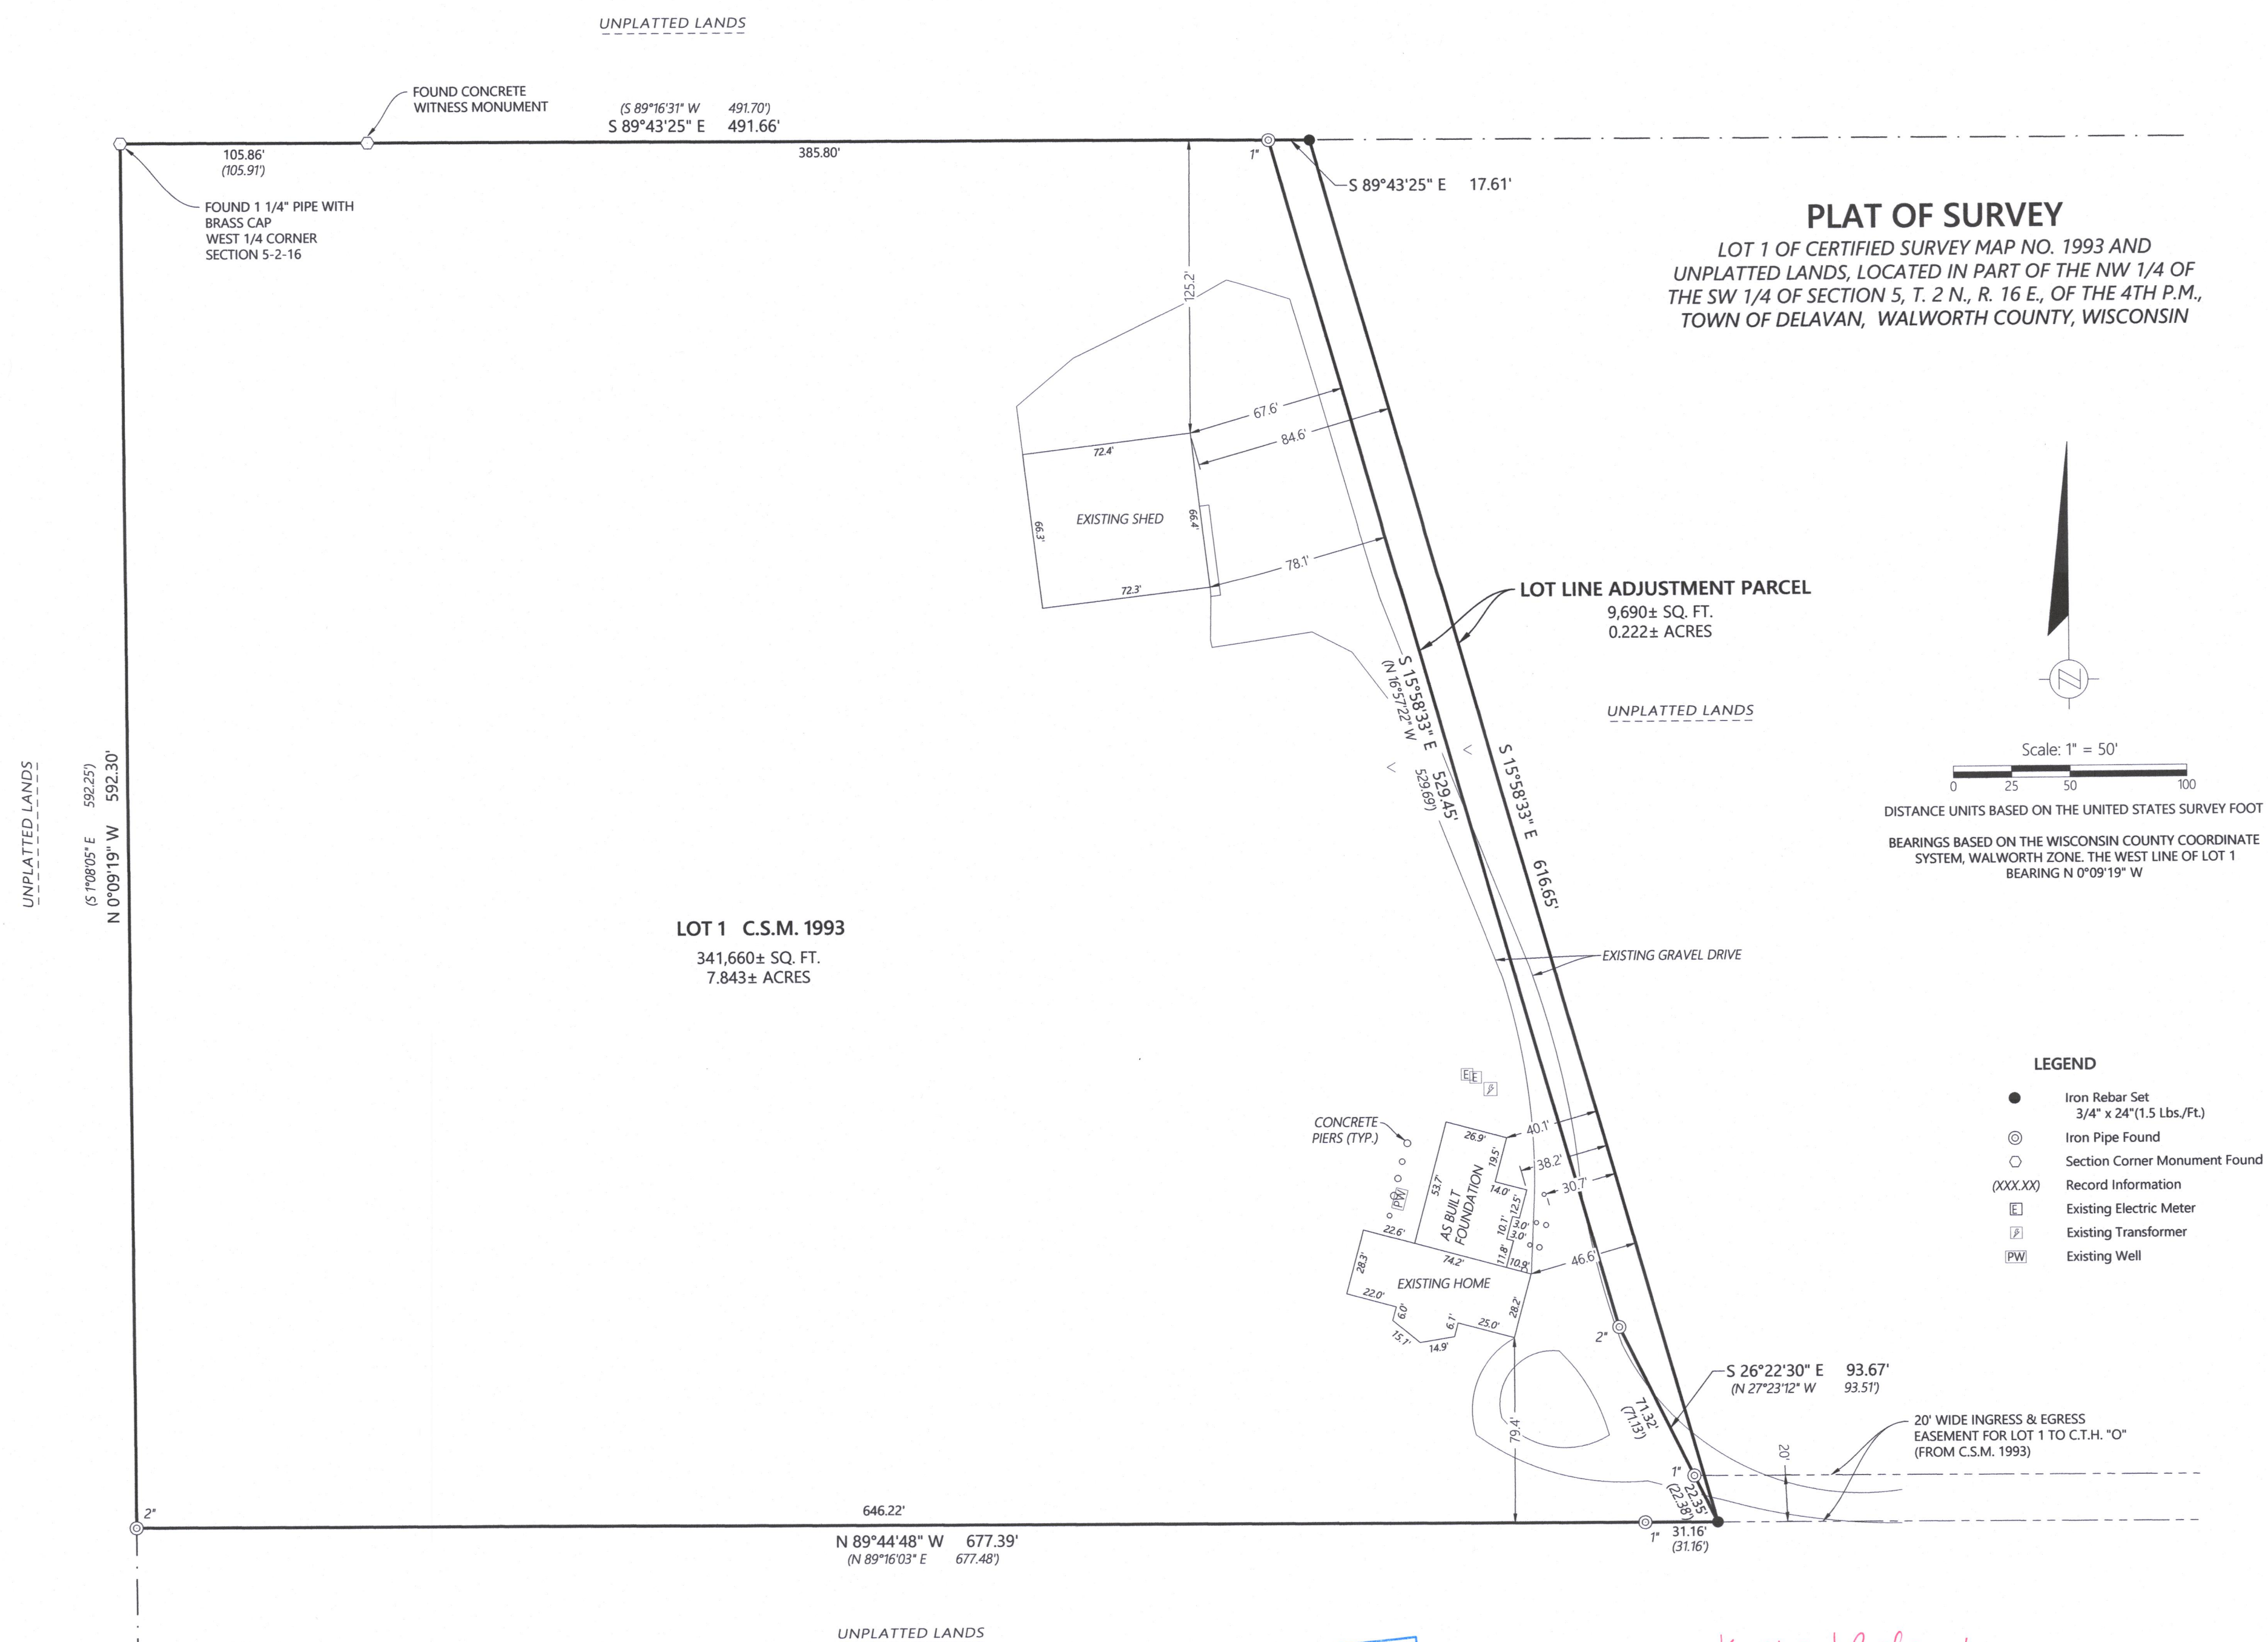 UNPLATTED LANDS
FOUND CONCRETE
WITNESS MONUMENT
(S 89°16'31" W 491.70')
S 89°43'25" E 491.66'
105.86'
(105.91')
385.80'
1"
S 89°43'25" E 17.61'
FOUND 1 1/4" PIPE WITH
BRASS CAP
WEST 1/4 CORNER
SECTION 5-2-16
PLAT OF SURVEY
LOT 1 OF CERTIFIED SURVEY MAP NO. 1993 AND
UNPLATTED LANDS, LOCATED IN PART OF THE NW 1/4 OF
THE SW 1/4 OF SECTION 5, T. 2 N., R. 16 E., OF THE 4TH P.M.,
TOWN OF DELAVAN, WALWORTH COUNTY, WISCONSIN
125.2'
67.6'
84.6'
72.4'
EXISTING SHED
66.3'
66.4'
78.1'
72.3'
LOT LINE ADJUSTMENT PARCEL
9,690± SQ. FT.
0.222± ACRES
S 15°58'33" E 529.45'
(N 16°57'22" W 529.69')
S 15°58'33" E 616.65'
UNPLATTED LANDS
N
Scale: 1" = 50'
0 25 50 100
DISTANCE UNITS BASED ON THE UNITED STATES SURVEY FOOT
BEARINGS BASED ON THE WISCONSIN COUNTY COORDINATE
SYSTEM, WALWORTH ZONE. THE WEST LINE OF LOT 1
BEARING N 0°09'19" W
UNPLATTED LANDS
(S 1°08'05" E 592.25')
N 0°09'19" W 592.30'
LOT 1 C.S.M. 1993
341,660± SQ. FT.
7.843± ACRES
EXISTING GRAVEL DRIVE
LEGEND
Iron Rebar Set
3/4" x 24"(1.5 Lbs./Ft.)
Iron Pipe Found
Section Corner Monument Found
(XXX.XX) Record Information
E Existing Electric Meter
Existing Transformer
PW Existing Well
E E
CONCRETE
PIERS (TYP.)
PW
26.9'
40.1'
19.5'
38.2'
53.7'
AS BUILT
FOUNDATION
14.0'
12.5'
30.7'
10.1'
3.0'
3.0'
11.8'
10.9'
22.6'
74.2'
46.6'
28.3'
EXISTING HOME
22.0'
6.0'
15.1'
14.9'
6.1'
25.0'
28.2'
2"
79.4'
S 26°22'30" E 93.67'
(N 27°23'12" W 93.51')
71.32'
(71.13')
20' WIDE INGRESS & EGRESS
EASEMENT FOR LOT 1 TO C.T.H. "O"
(FROM C.S.M. 1993)
20'
1"
22.35'
(22.38')
2"
646.22'
N 89°44'48" W 677.39'
(N 89°16'03" E 677.48')
1"
31.16'
(31.16')
UNPLATTED LANDS